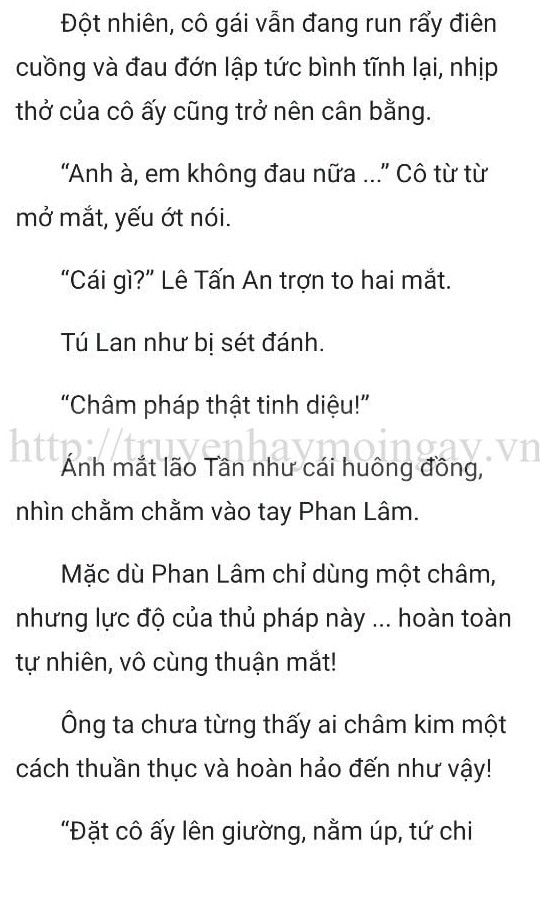 Đột nhiên, cô gái vẫn đang run rẩy điên
cuồng và đau đớn lập tức bình tĩnh lại, nhịp
thở của cô ấy cũng trở nên cân bằng.
“Anh à, em không đau nữa ...” Cô từ từ
mở mắt, yếu ớt nói.
“Cái gì?” Lê Tấn An trợn to hai mắt.
Tú Lan như bị sét đánh.
“Châm pháp thật tinh diệu!”
http://truyenhaymoingay.vn
Ánh mắt lão Tần như cái huông đồng,
nhìn chằm chằm vào tay Phan Lâm.
Mặc dù Phan Lâm chỉ dùng một châm,
nhưng lực độ của thủ pháp này ... hoàn toàn
tự nhiên, vô cùng thuận mắt!
Ông ta chưa từng thấy ai châm kim một
cách thuần thục và hoàn hảo đến như vậy!
“Đặt cô ấy lên giường, nằm úp, tứ chi